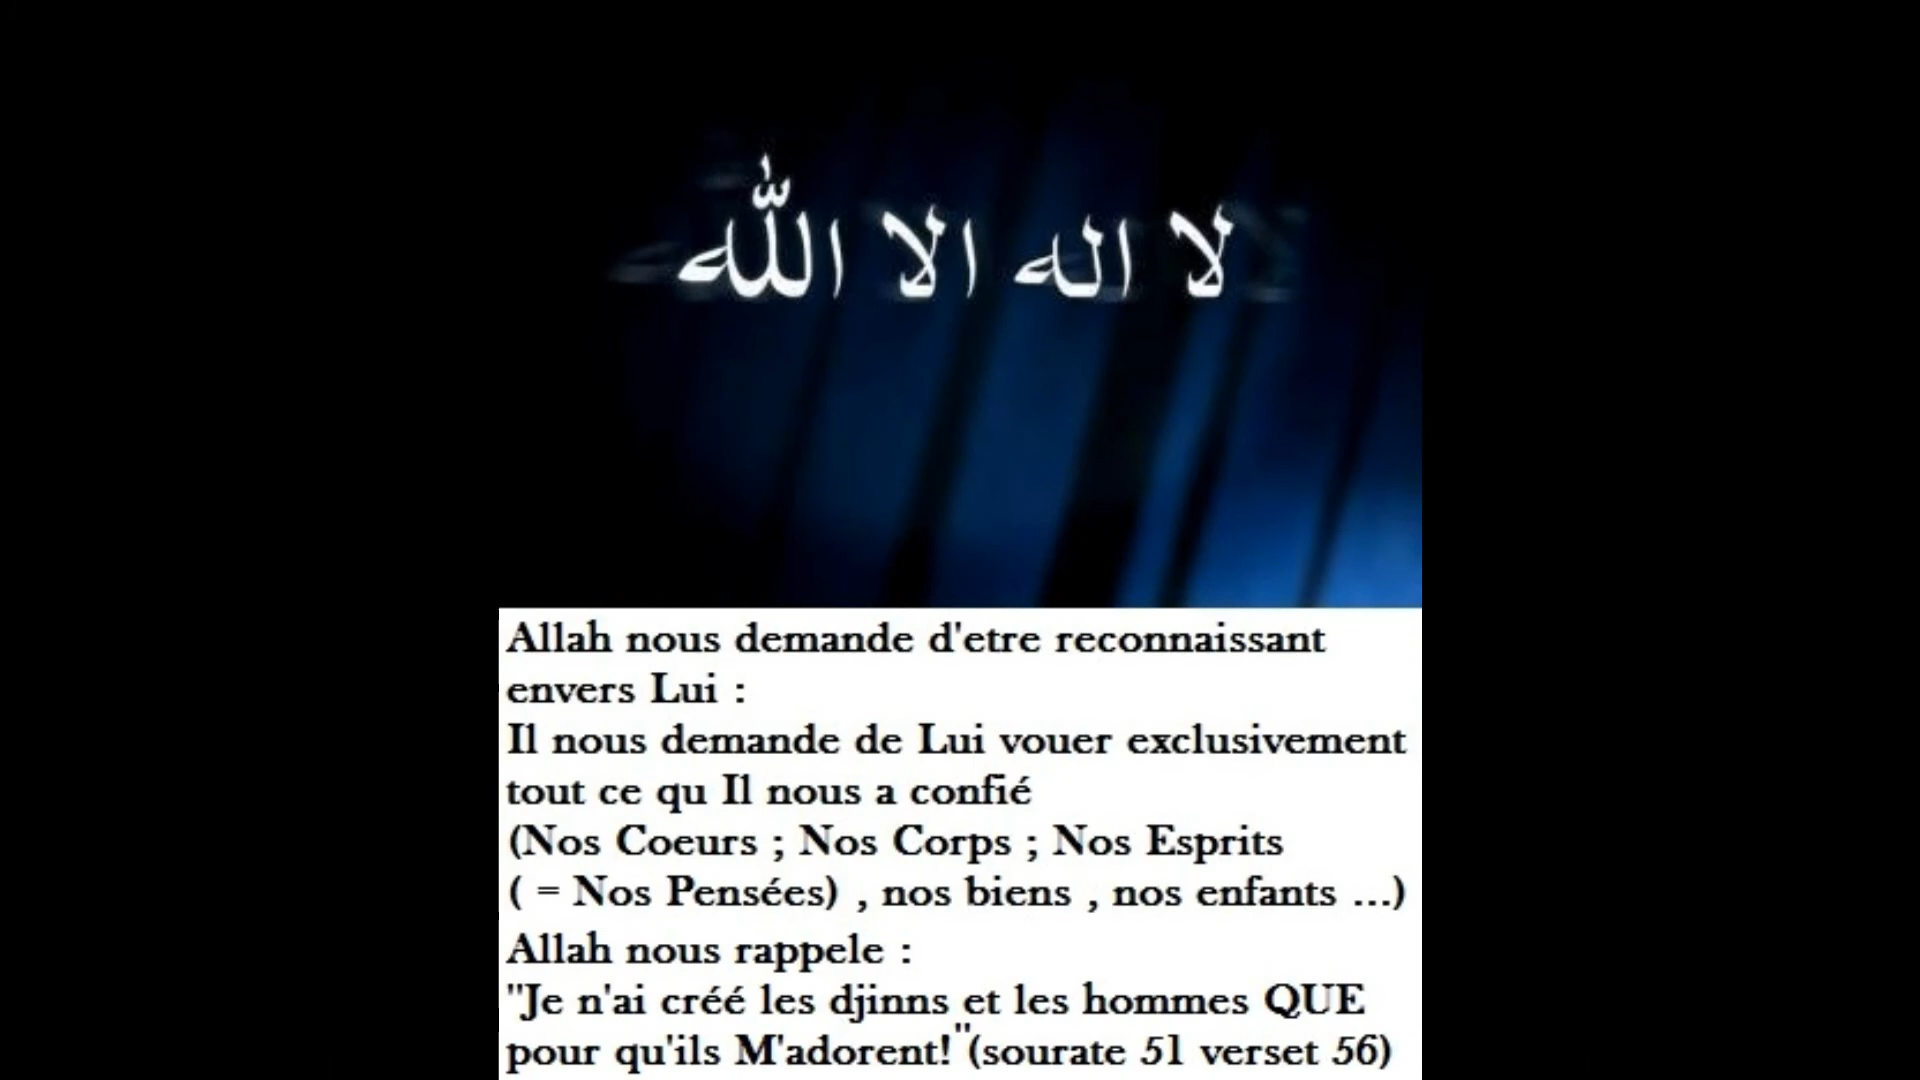 لا اله الا الله
Allah nous demande d'etre reconnaissant
envers Lui :
Il nous demande de Lui vouer exclusivement
tout ce qu Il nous a confié
(Nos Coeurs ; Nos Corps ; Nos Esprits
( = Nos Pensées) , nos biens , nos enfants ...)
Allah nous rappele :
"Je n'ai créé les djinns et les hommes QUE
pour qu'ils M'adorent!"(sourate 51 verset 56)